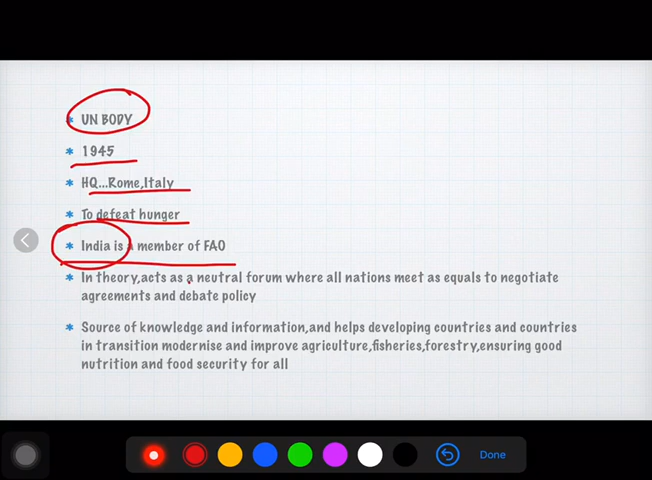 * UN BODY
* 1945
* HQ...Rome,Italy
* To defeat hunger
* India is a member of FAO
* In theory,acts as a neutral forum where all nations meet as equals to negotiate
agreements and debate policy
* Source of knowledge and information,and helps developing countries and countries
in transition modernise and improve agriculture,fisheries,forestry,ensuring good
nutrition and food security for all
Done